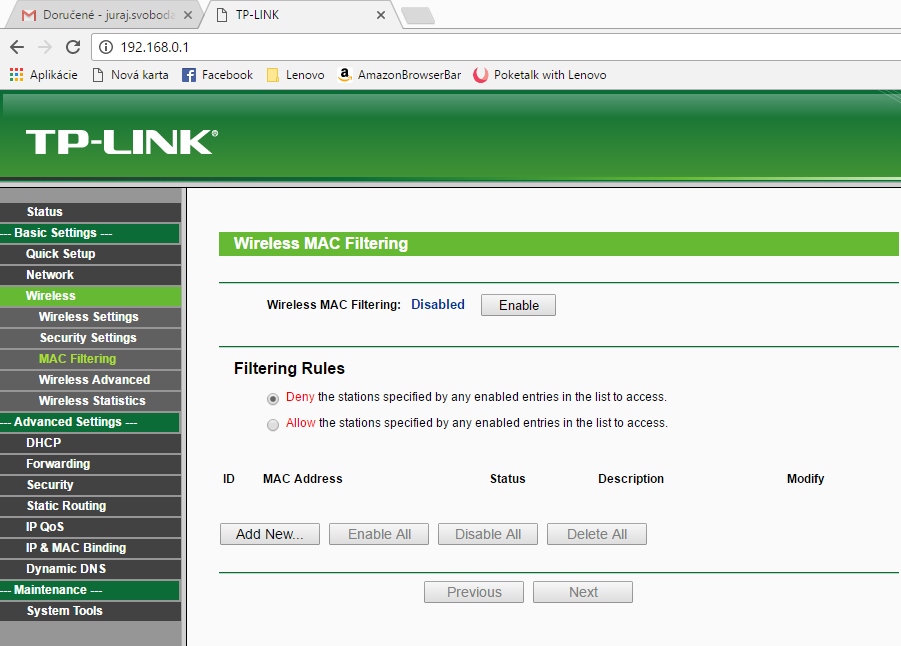 Doručené - juraj.svoboda
TP-LINK
192.168.0.1
Aplikácie Nová karta Facebook Lenovo AmazonBrowserBar Poketalk with Lenovo
TP-LINK®
Status
--- Basic Settings ---
Quick Setup
Network
Wireless
Wireless Settings
Security Settings
MAC Filtering
Wireless Advanced
Wireless Statistics
--- Advanced Settings ---
DHCP
Forwarding
Security
Static Routing
IP QoS
IP & MAC Binding
Dynamic DNS
--- Maintenance ---
System Tools
Wireless MAC Filtering
Wireless MAC Filtering: Disabled Enable
Filtering Rules
Deny the stations specified by any enabled entries in the list to access.
Allow the stations specified by any enabled entries in the list to access.
ID MAC Address Status Description Modify
Add New... Enable All Disable All Delete All
Previous Next